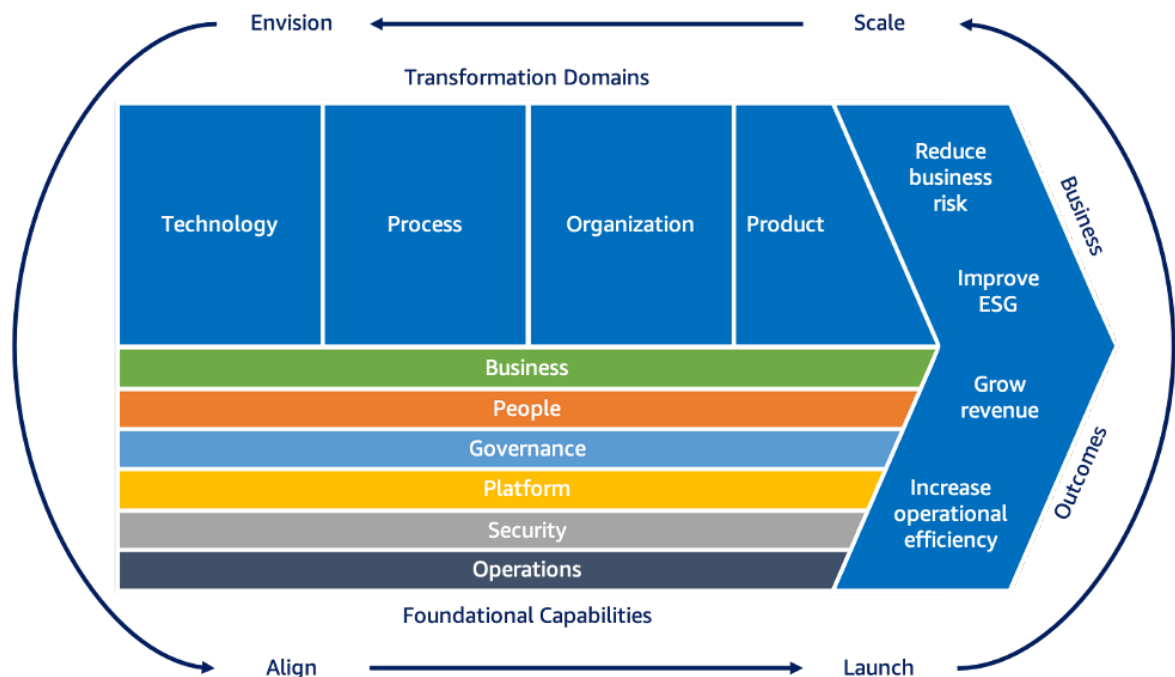 Envision
Scale
Transformation Domains
Technology
Process
Organization
Product
Reduce
business
risk
Improve
ESG
Grow
revenue
Increase
operational
efficiency
Business
Outcomes
Business
People
Governance
Platform
Security
Operations
Foundational Capabilities
Align
Launch